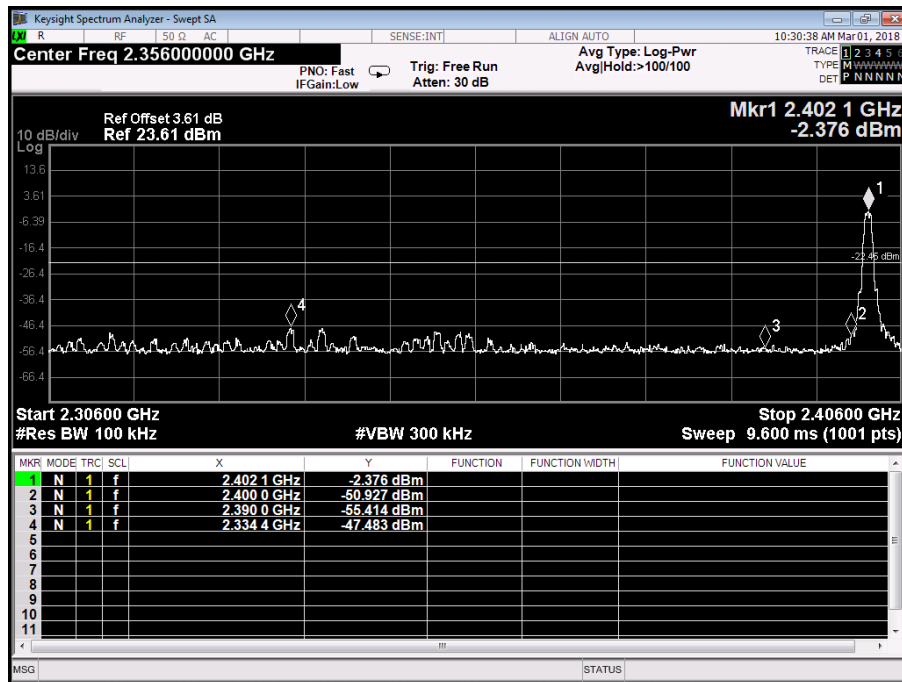 Keysight Spectrum Analyzer - Swept SA
LXI R RF 50 Ω AC SENSE:INT ALIGN AUTO 10:30:38 AM Mar 01, 2018
Center Freq 2.356000000 GHz
PNO: Fast
IFGain:Low
Trig: Free Run
Atten: 30 dB
Avg Type: Log-Pwr
Avg|Hold:>100/100
TRACE 1 2 3 4 5 6
TYPE M WWWWW
DET P N N N N N
Ref Offset 3.61 dB
10 dB/div Ref 23.61 dBm
Log
Mkr1 2.402 1 GHz
-2.376 dBm
13.6
3.61
-6.39
-16.4
-26.4
-36.4
-46.4
-56.4
-66.4
1
-22.45 dBm
2
3
4
Start 2.30600 GHz Stop 2.40600 GHz
#Res BW 100 kHz #VBW 300 kHz Sweep 9.600 ms (1001 pts)
MKR MODE TRC SCL X Y FUNCTION FUNCTION WIDTH FUNCTION VALUE
1 N 1 f 2.402 1 GHz -2.376 dBm
2 N 1 f 2.400 0 GHz -50.927 dBm
3 N 1 f 2.390 0 GHz -55.414 dBm
4 N 1 f 2.334 4 GHz -47.483 dBm
5
6
7
8
9
10
11
MSG STATUS